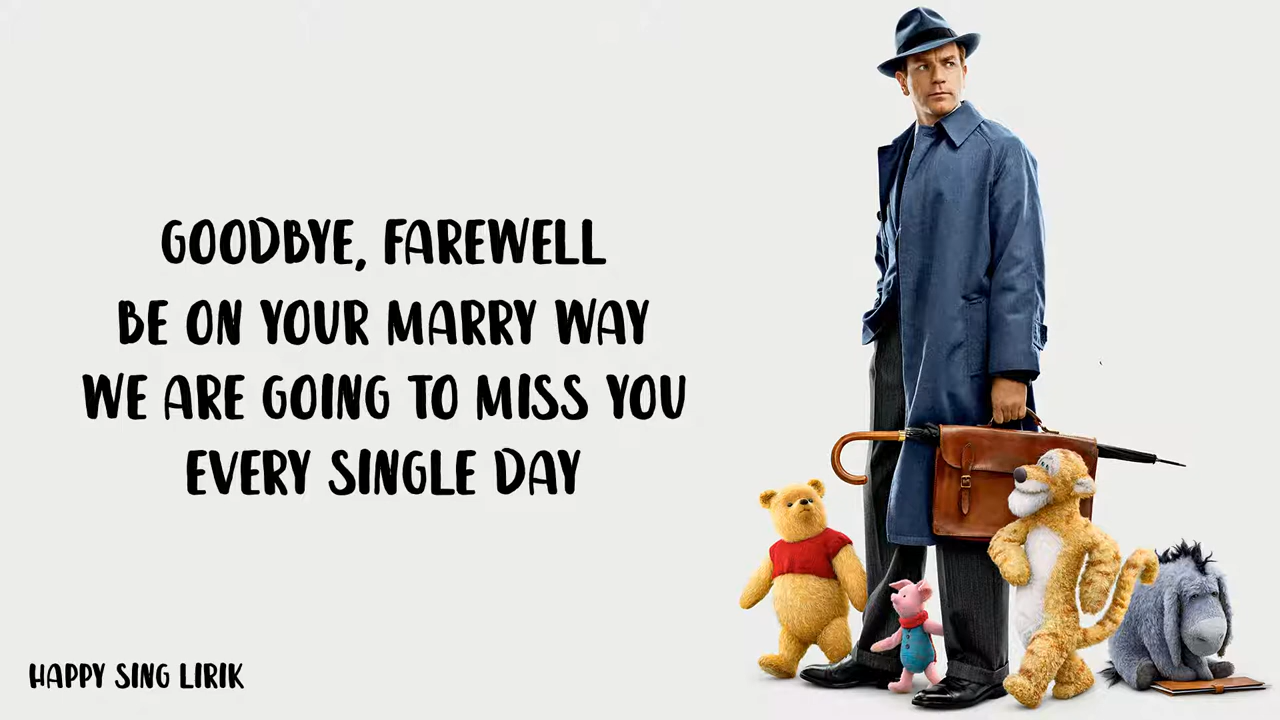 GOODBYE, FAREWELL
BE ON YOUR MARRY WAY
WE ARE GOING TO MISS YOU
EVERY SINGLE DAY
HAPPY SING LIRIK